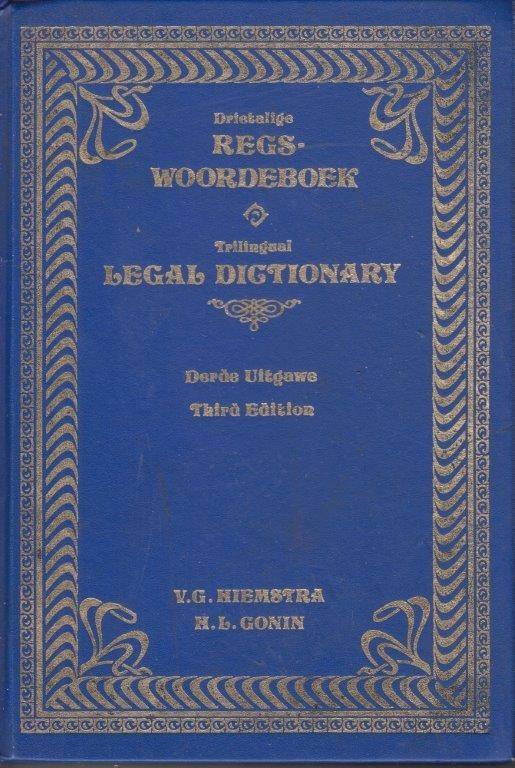 Drietalige
REGS-
WOORDEBOEK
Trilingual
LEGAL DICTIONARY
Derde Uitgawe
Third Edition
V.G. HIEMSTRA
H.L. GONIN